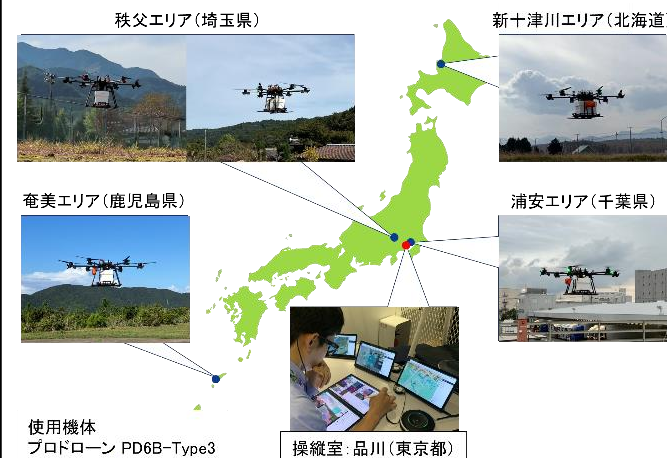 秩父エリア（埼玉県）
新十津川エリア（北海道）
奄美エリア（鹿児島県）
浦安エリア（千葉県）
使用機体
プロドローン PD6B-Type3
操縦室：品川（東京都）